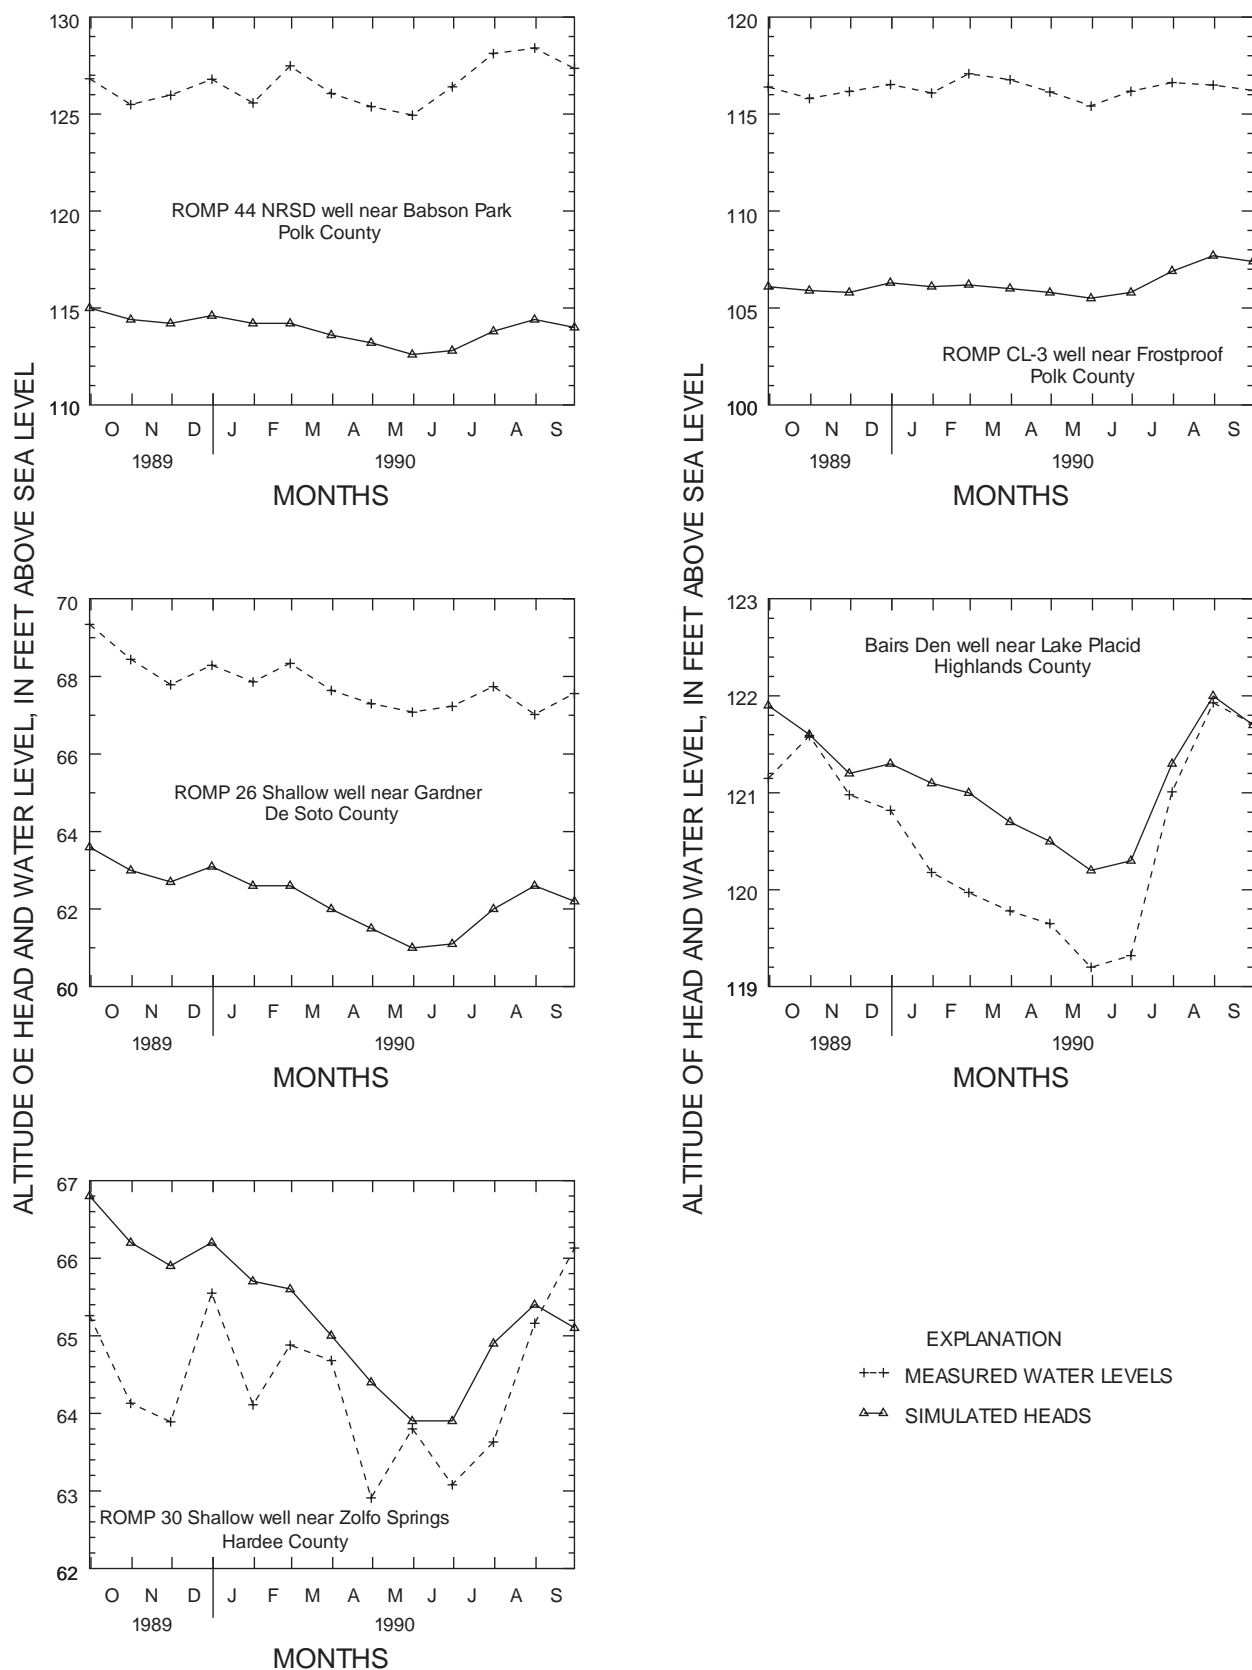 ALTITUDE OE HEAD AND WATER LEVEL, IN FEET ABOVE SEA LEVEL
130
125
120
115
110
ROMP 44 NRSD well near Babson Park
Polk County
O N D J F M A M J J A S
1989 1990
MONTHS
70
68
66
64
62
60
ROMP 26 Shallow well near Gardner
De Soto County
O N D J F M A M J J A S
1989 1990
MONTHS
67
66
65
64
63
62
ROMP 30 Shallow well near Zolfo Springs
Hardee County
O N D J F M A M J J A S
1989 1990
MONTHS
ALTITUDE OF HEAD AND WATER LEVEL, IN FEET ABOVE SEA LEVEL
120
115
110
105
100
ROMP CL-3 well near Frostproof
Polk County
O N D J F M A M J J A S
1989 1990
MONTHS
123
122
121
120
119
Bairs Den well near Lake Placid
Highlands County
O N D J F M A M J J A S
1989 1990
MONTHS
EXPLANATION
MEASURED WATER LEVELS
SIMULATED HEADS